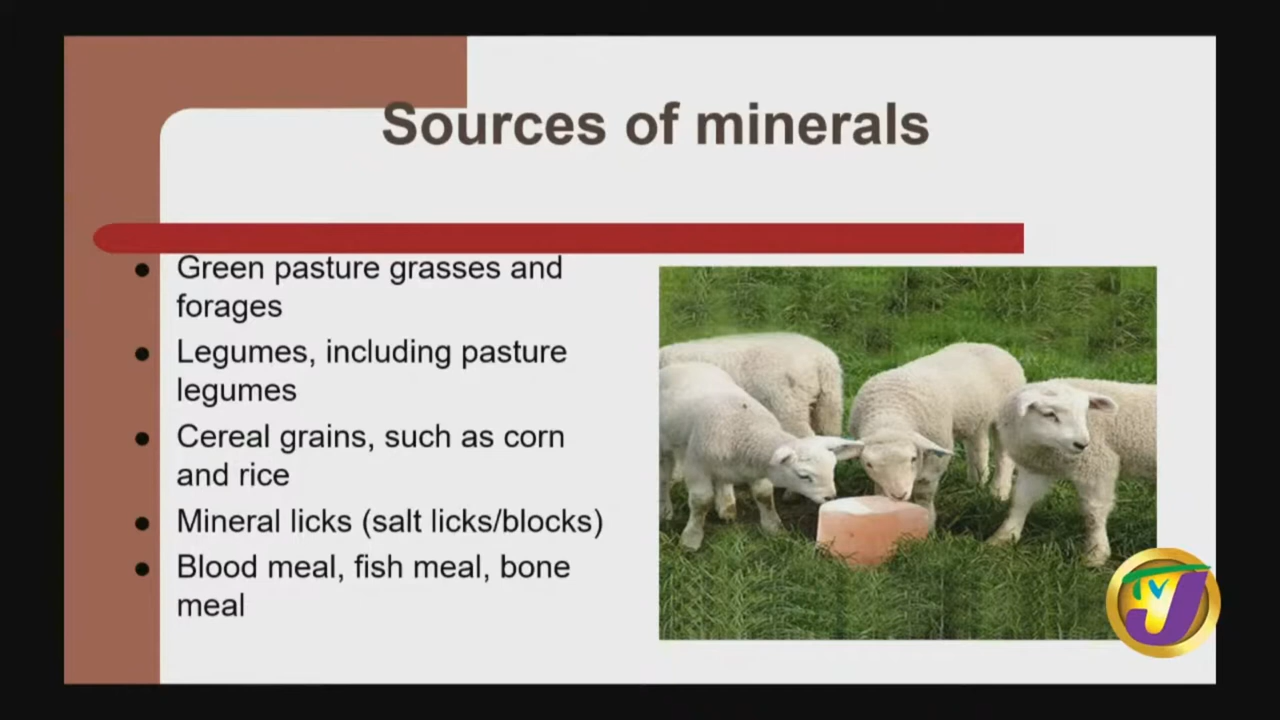 Sources of minerals
● Green pasture grasses and
forages
● Legumes, including pasture
legumes
● Cereal grains, such as corn
and rice
● Mineral licks (salt licks/blocks)
● Blood meal, fish meal, bone
meal
TVJ